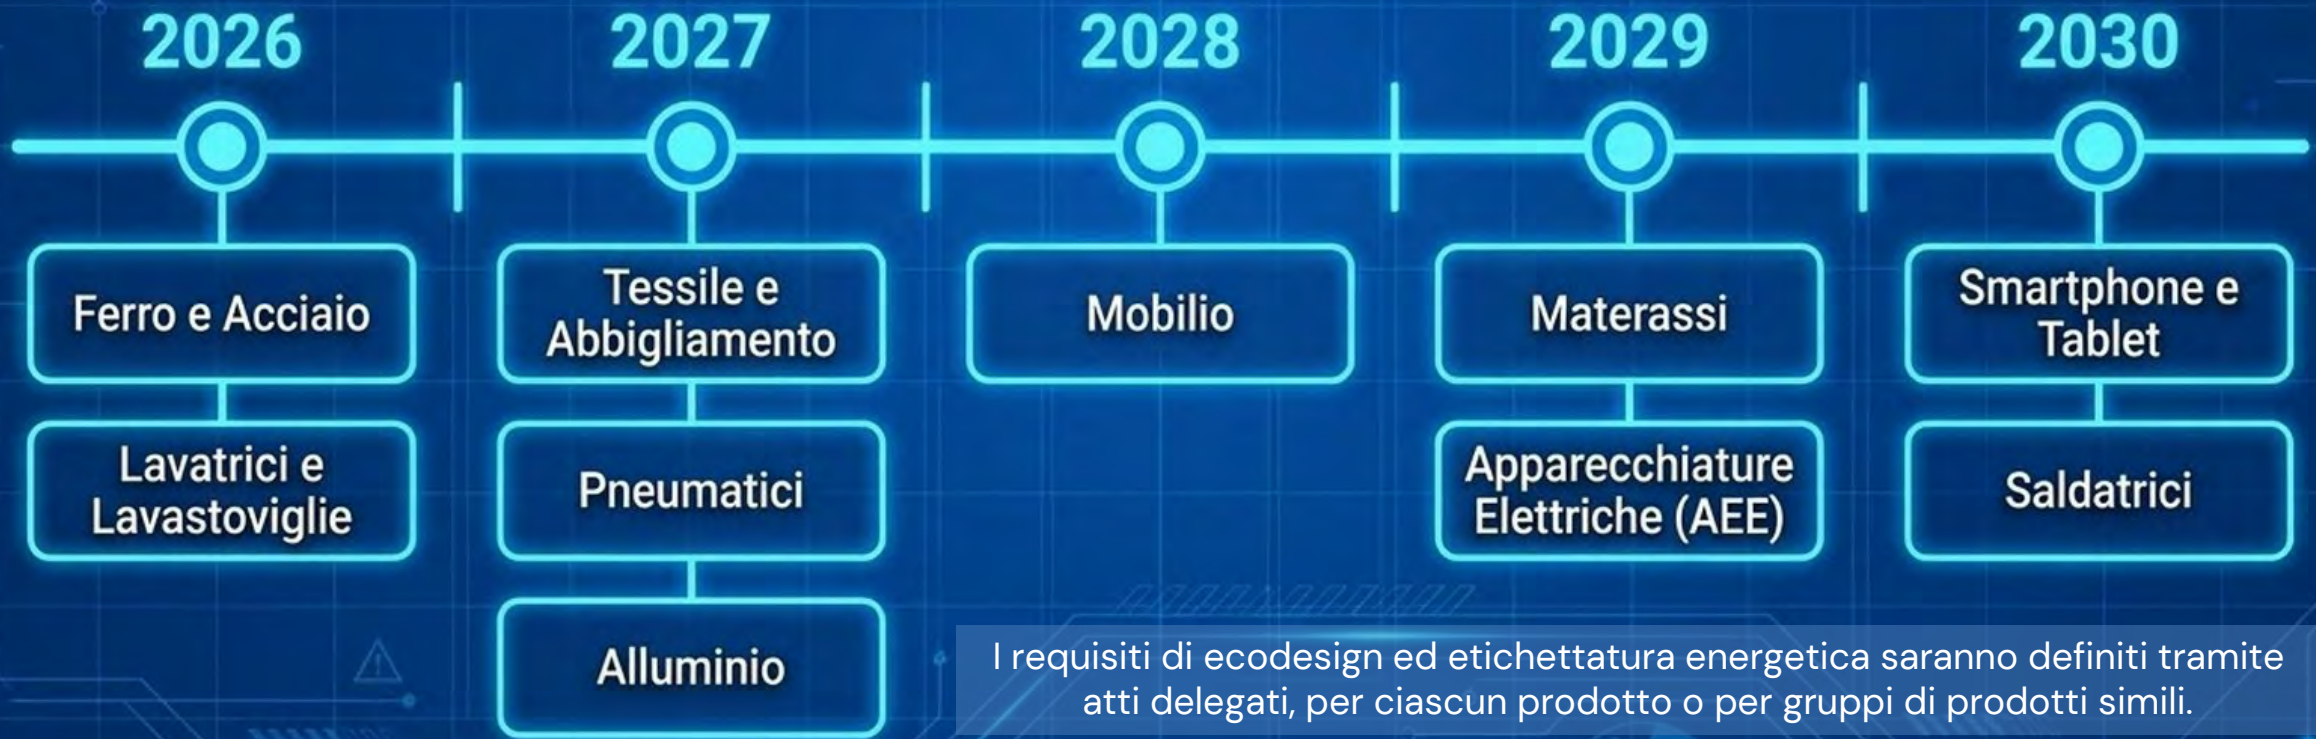 2026
Ferro e Acciaio
Lavatrici e
Lavastoviglie
2027
Tessile e
Abbigliamento
Pneumatici
Alluminio
2028
Mobilio
2029
Materassi
Apparecchiature
Elettriche (AEE)
2030
Smartphone e
Tablet
Saldatrici
I requisiti di ecodesign ed etichettatura energetica saranno definiti tramite
atti delegati, per ciascun prodotto o per gruppi di prodotti simili.